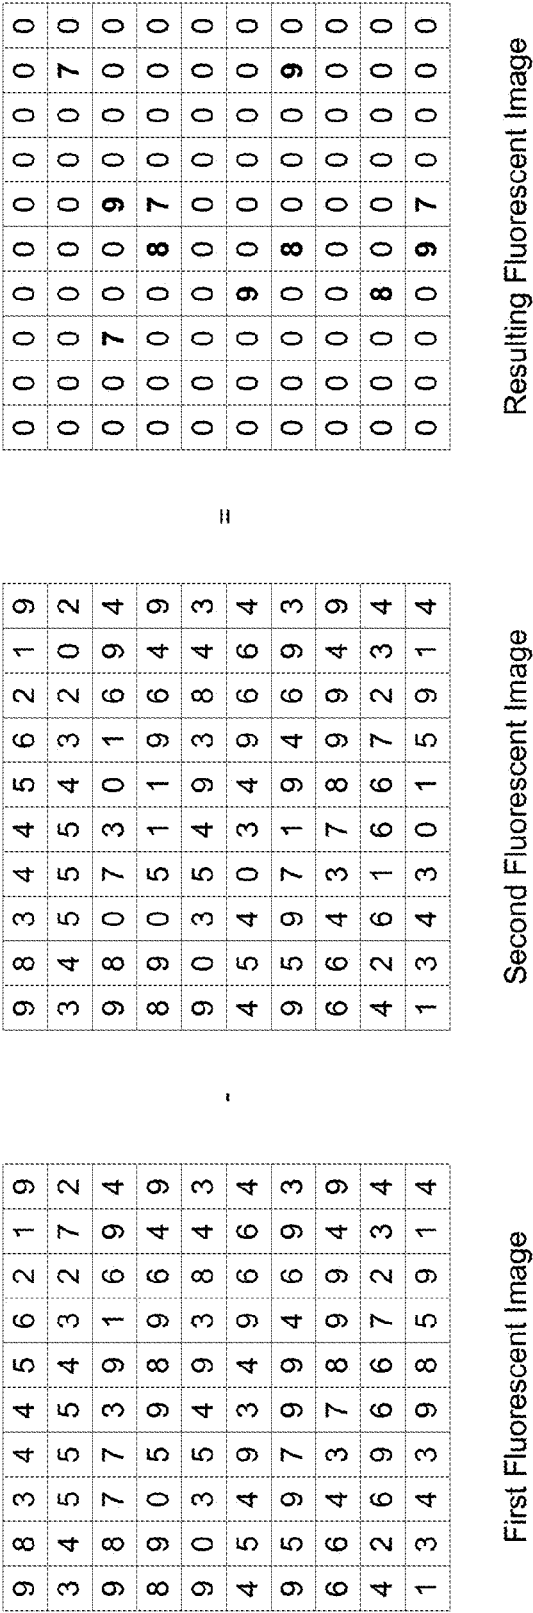 9 8 3 4 4 5 6 2 1 9
3 4 5 5 5 4 3 2 7 2
9 8 7 7 3 9 1 6 9 4
8 9 0 5 9 8 9 6 4 9
9 0 3 5 4 9 3 8 4 3
4 5 4 9 3 4 9 6 6 4
9 5 9 7 9 9 4 6 9 3
6 6 4 3 7 8 9 9 4 9
4 2 6 9 6 6 7 2 3 4
1 3 4 3 9 8 5 9 1 4
First Fluorescent Image
-
9 8 3 4 4 5 6 2 1 9
3 4 5 5 5 4 3 2 0 2
9 8 0 7 3 0 1 6 9 4
8 9 0 5 1 1 9 6 4 9
9 0 3 5 4 9 3 8 4 3
4 5 4 0 3 4 9 6 6 4
9 5 9 7 1 9 4 6 9 3
6 6 4 3 7 8 9 9 4 9
4 2 6 1 6 6 7 2 3 4
1 3 4 3 0 1 5 9 1 4
Second Fluorescent Image
=
0 0 0 0 0 0 0 0 0 0
0 0 0 0 0 0 0 0 7 0
0 0 7 0 0 9 0 0 0 0
0 0 0 0 8 7 0 0 0 0
0 0 0 0 0 0 0 0 0 0
0 0 0 9 0 0 0 0 0 0
0 0 0 0 8 0 0 0 9 0
0 0 0 0 0 0 0 0 0 0
0 0 0 8 0 0 0 0 0 0
0 0 0 0 9 7 0 0 0 0
Resulting Fluorescent Image